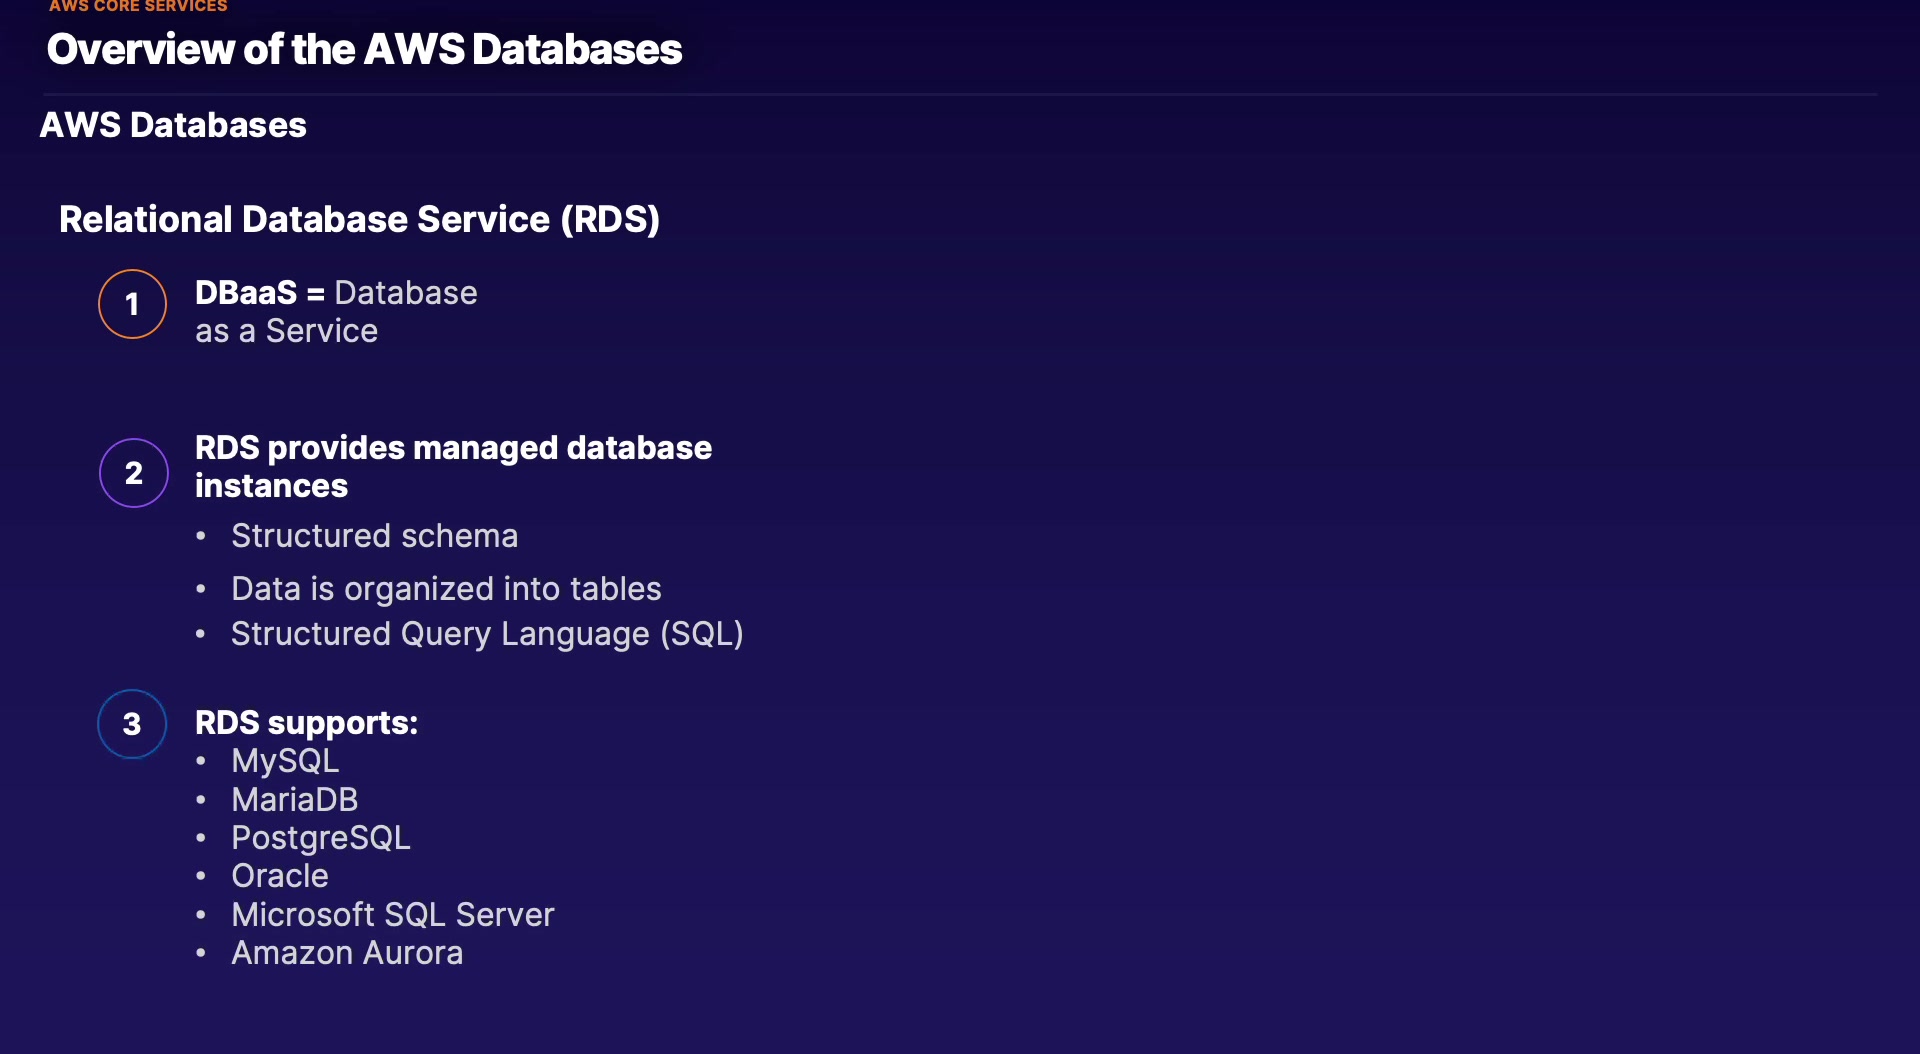 AWS CORE SERVICES
Overview of the AWS Databases
AWS Databases
Relational Database Service (RDS)
1
DBaaS = Database
as a Service
2
RDS provides managed database
instances
• Structured schema
• Data is organized into tables
• Structured Query Language (SQL)
3
RDS supports:
• MySQL
• MariaDB
• PostgreSQL
• Oracle
• Microsoft SQL Server
• Amazon Aurora